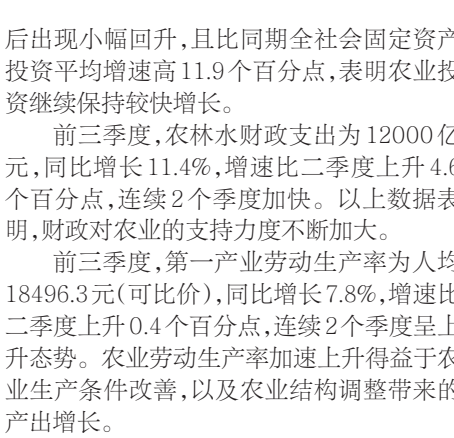 后出现小幅回升,且比同期全社会固定资产
投资平均增速高11.9个百分点,表明农业投
资继续保持较快增长。
前三季度,农林水财政支出为12000亿
元,同比增长11.4%,增速比二季度上升4.6
个百分点,连续2个季度加快。以上数据表
明,财政对农业的支持力度不断加大。
前三季度,第一产业劳动生产率为人均
18496.3元(可比价),同比增长7.8%,增速比
二季度上升0.4个百分点,连续2个季度呈上
升态势。农业劳动生产率加速上升得益于农
业生产条件改善,以及农业结构调整带来的
产出增长。